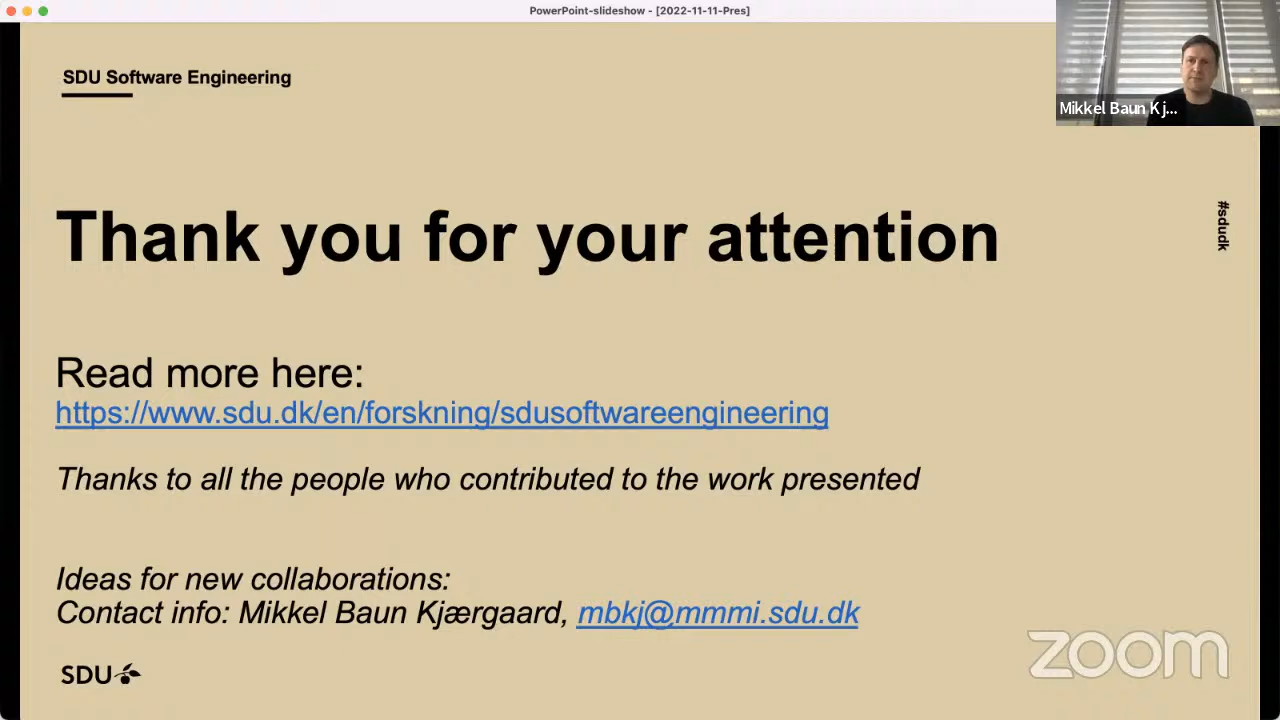 PowerPoint-slideshow - [2022-11-11-Pres]
SDU Software Engineering
Mikkel Baun Kj...
#sdudk
Thank you for your attention
Read more here:
https://www.sdu.dk/en/forskning/sdusoftwareengineering
Thanks to all the people who contributed to the work presented
Ideas for new collaborations:
Contact info: Mikkel Baun Kjærgaard, mbkj@mmmi.sdu.dk
SDU
zoom